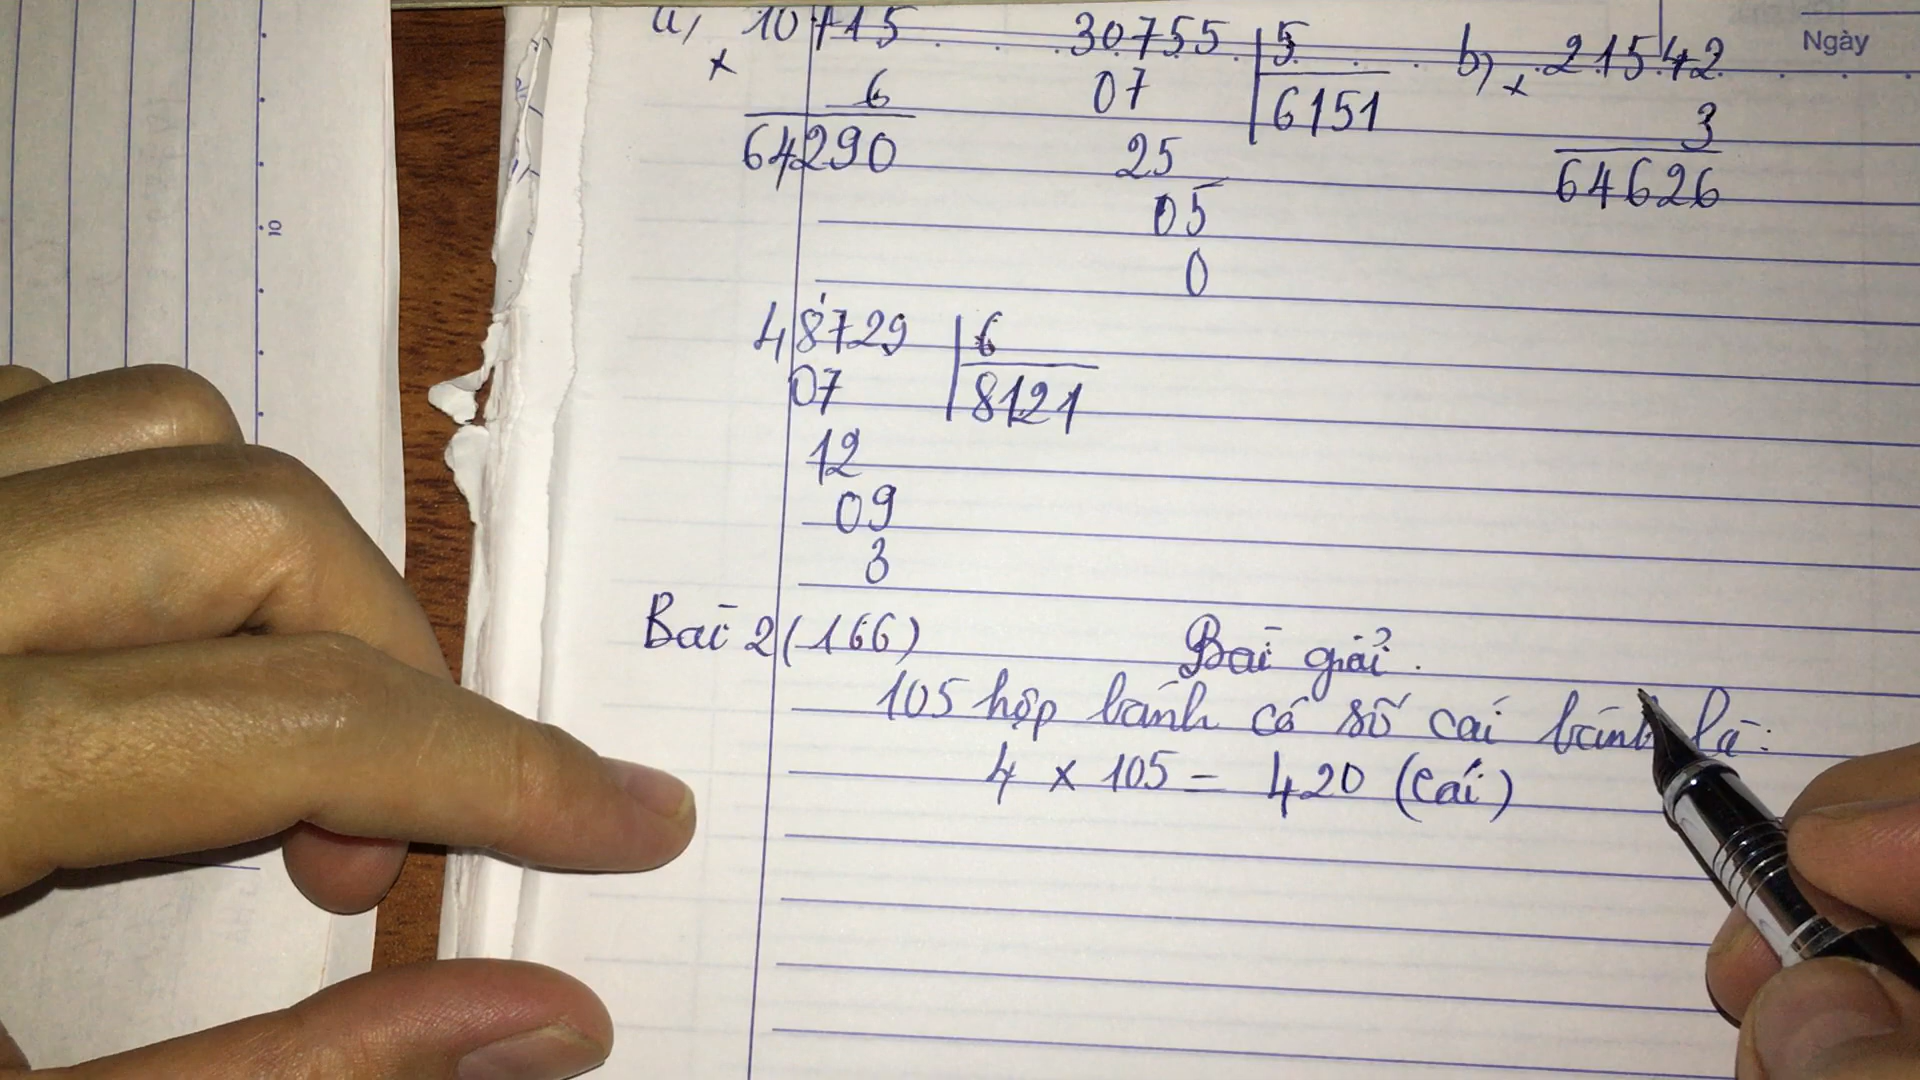 a) 10715
×
6
64290
30755 5
07 6151
25
05
0
b) × 21542
3
64626
Ngày
48729 6
07 8121
12
09
3
Bài 2 (166) Bài giải.
105 hộp bánh có số cái bánh là:
4 × 105 = 420 (cái)
10